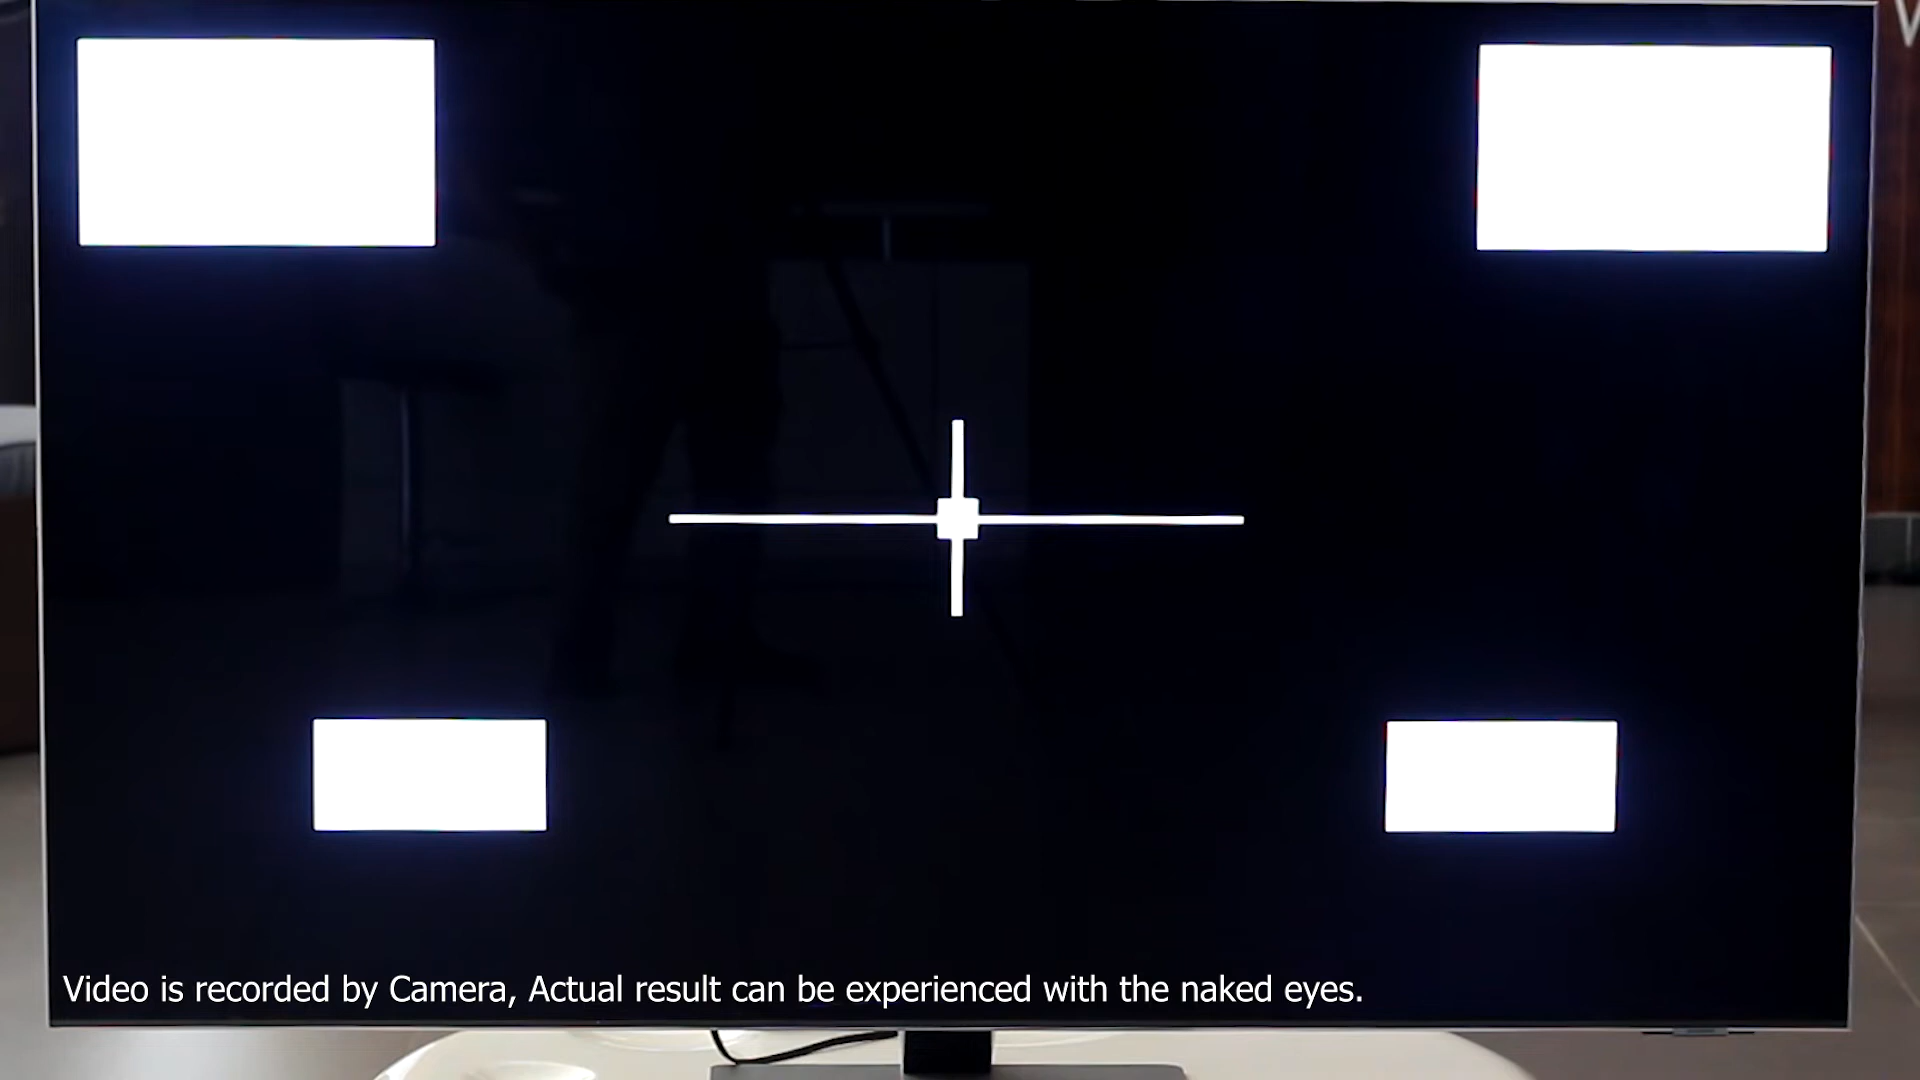 Video is recorded by Camera, Actual result can be experienced with the naked eyes.